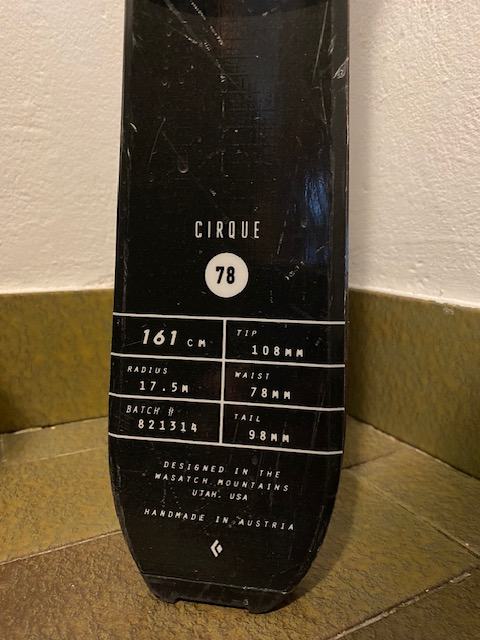 CIRQUE
78
161 CM
TIP
108MM
RADIUS
17.5M
WAIST
78MM
BATCH #
821314
TAIL
98MM
DESIGNED IN THE
WASATCH MOUNTAINS
UTAH. USA
HANDMADE IN AUSTRIA